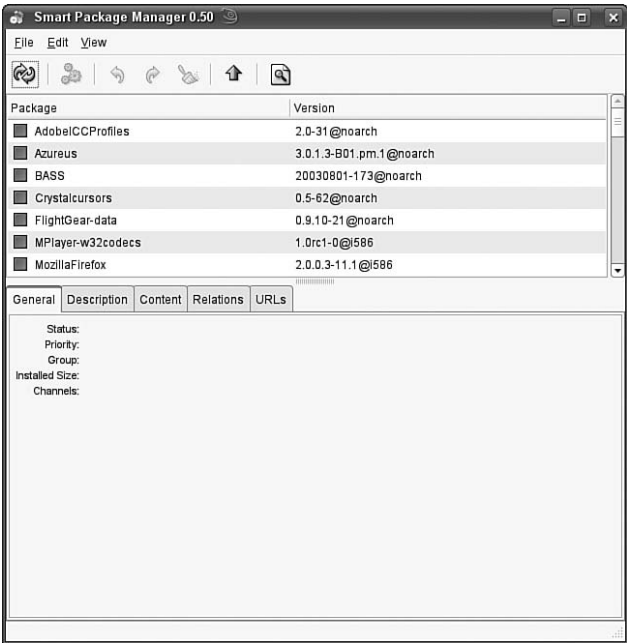 Smart Package Manager 0.50
File Edit View
Package Version
AdobeICCProfiles 2.0-31@noarch
Azureus 3.0.1.3-B01.pm.1@noarch
BASS 20030801-173@noarch
Crystalcursors 0.5-62@noarch
FlightGear-data 0.9.10-21@noarch
MPlayer-w32codecs 1.0rc1-0@i586
MozillaFirefox 2.0.0.3-11.1@i586
General Description Content Relations URLs
Status:
Priority:
Group:
Installed Size:
Channels: